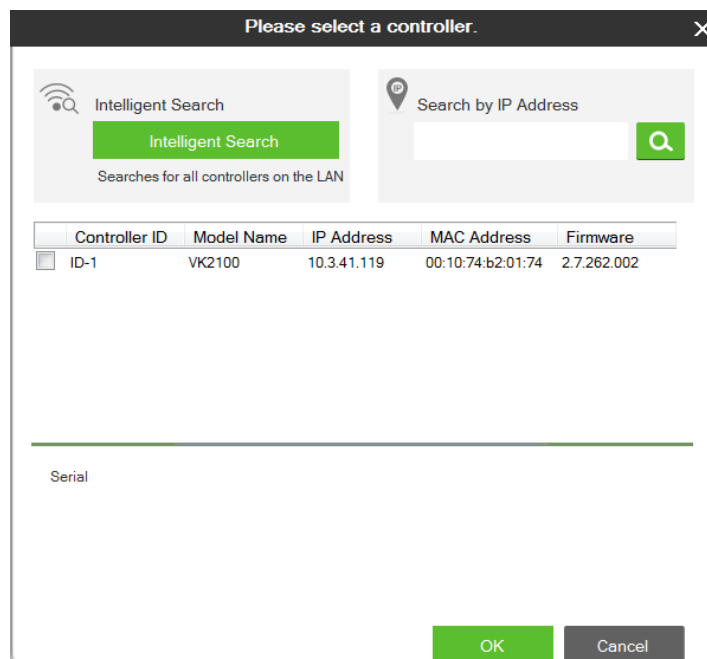 Please select a controller.
Intelligent Search
Intelligent Search
Searches for all controllers on the LAN
IP
Search by IP Address
Controller ID Model Name IP Address MAC Address Firmware
ID-1 VK2100 10.3.41.119 00:10:74:b2:01:74 2.7.262.002
Serial
OK Cancel